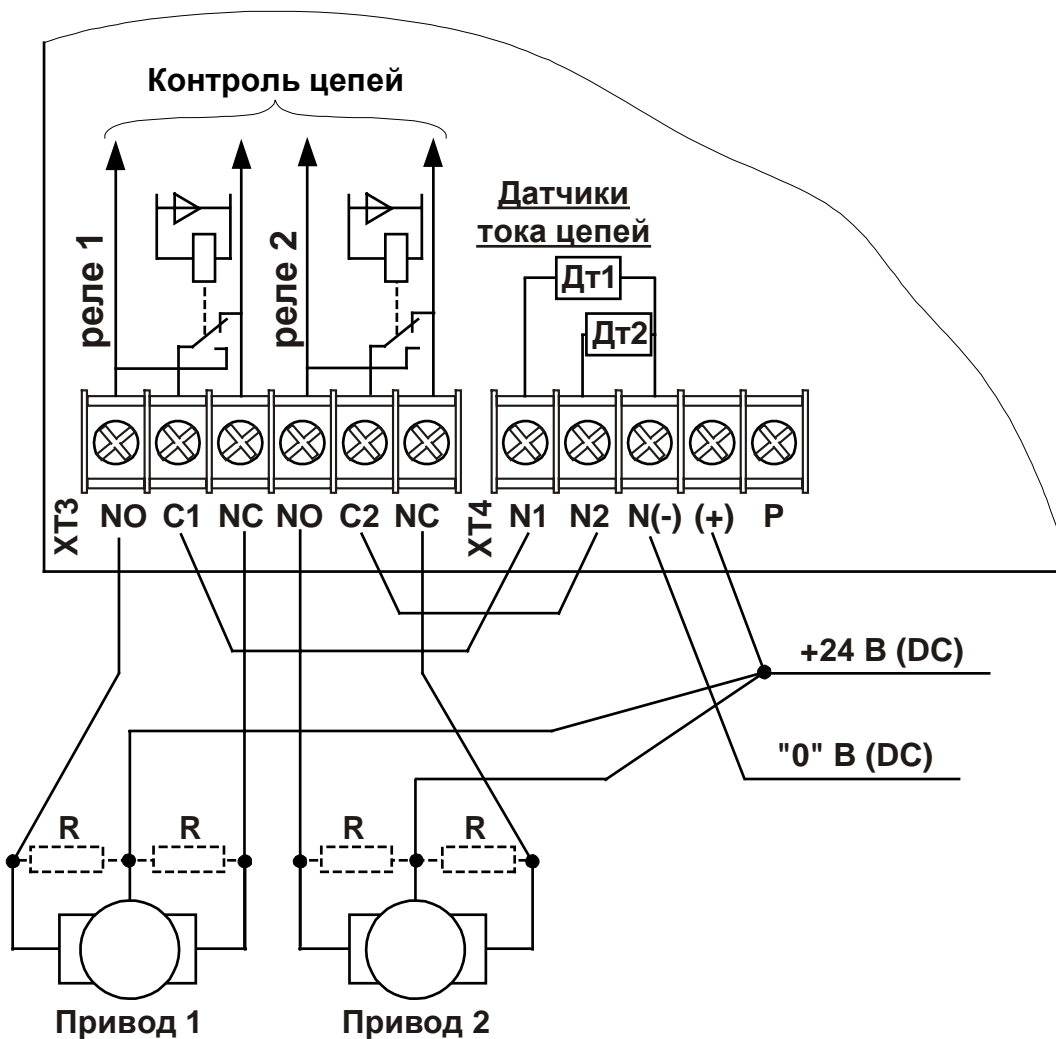 Контроль цепей
реле 1
реле 2
Датчики
тока цепей
Дт1
Дт2
XT3
NO C1 NC NO C2 NC
XT4
N1 N2 N(-) (+) P
+24 В (DC)
"0" В (DC)
R R R R
Привод 1 Привод 2